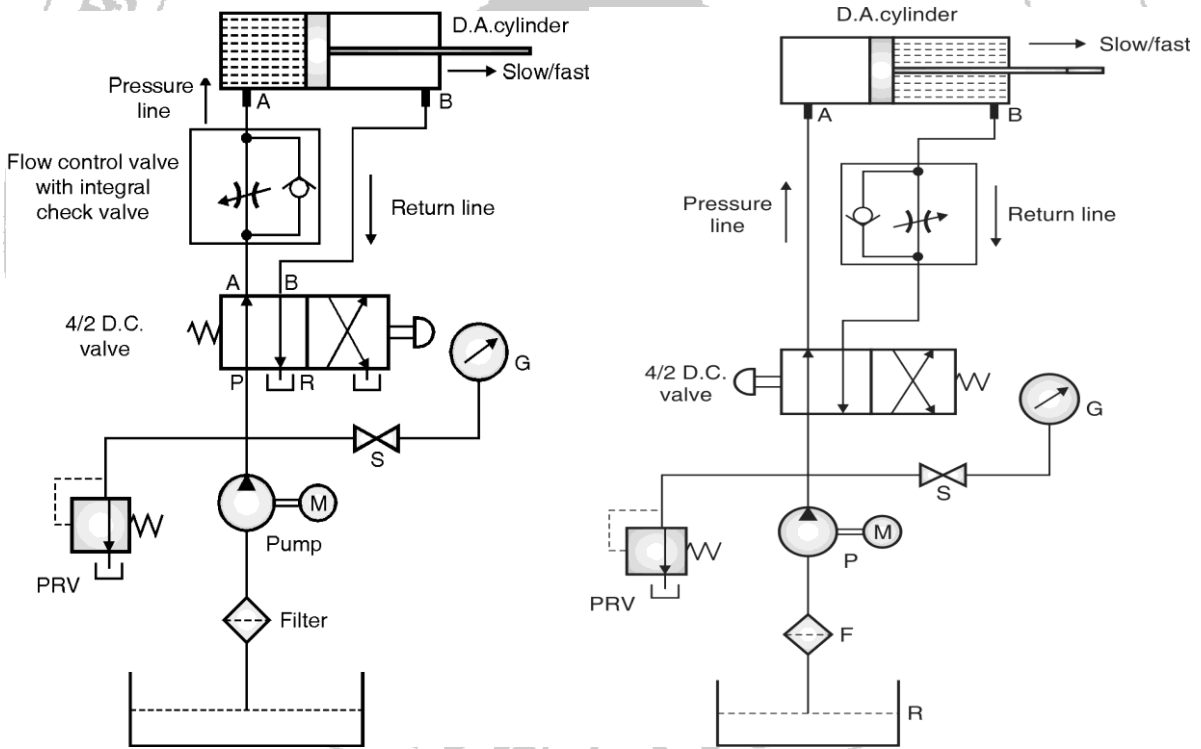 D.A.cylinder
Slow/fast
Pressure
line
A
B
Flow control valve
with integral
check valve
Return line
A
B
4/2 D.C.
valve
P
R
G
S
M
Pump
PRV
Filter
D.A.cylinder
Slow/fast
A
B
Pressure
line
Return line
4/2 D.C.
valve
G
S
M
P
PRV
F
R